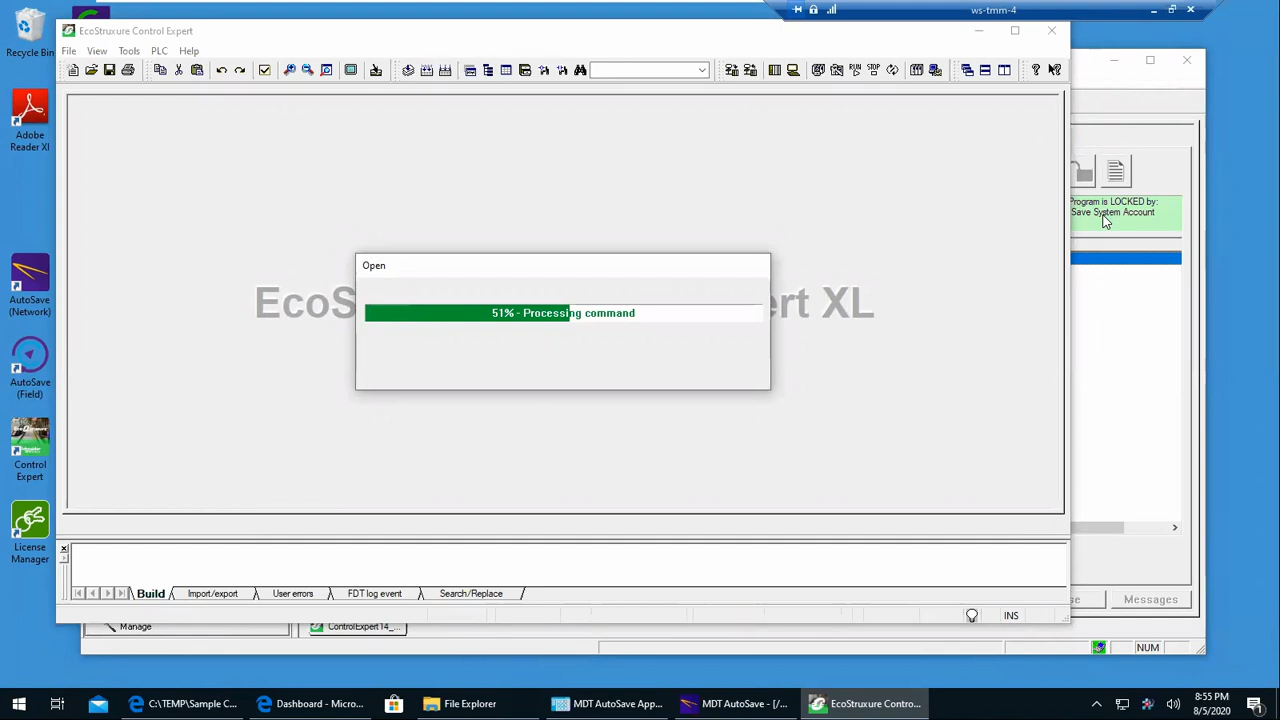 ws-tmm-4
Recycle Bin
EcoStruxure Control Expert
File View Tools PLC Help
Adobe
Reader XI
Program is LOCKED by:
Save System Account
Open
51% - Processing command
EcoS
rt XL
AutoSave
(Network)
AutoSave
(Field)
Control
Expert
License
Manager
Build Import/export User errors FDT log event Search/Replace
se Messages
INS
Manage ControlExpert14_...
NUM
C:\TEMP\Sample C... Dashboard - Micro... File Explorer MDT AutoSave App... MDT AutoSave - [/... EcoStruxure Contro...
8:55 PM
8/5/2020
1